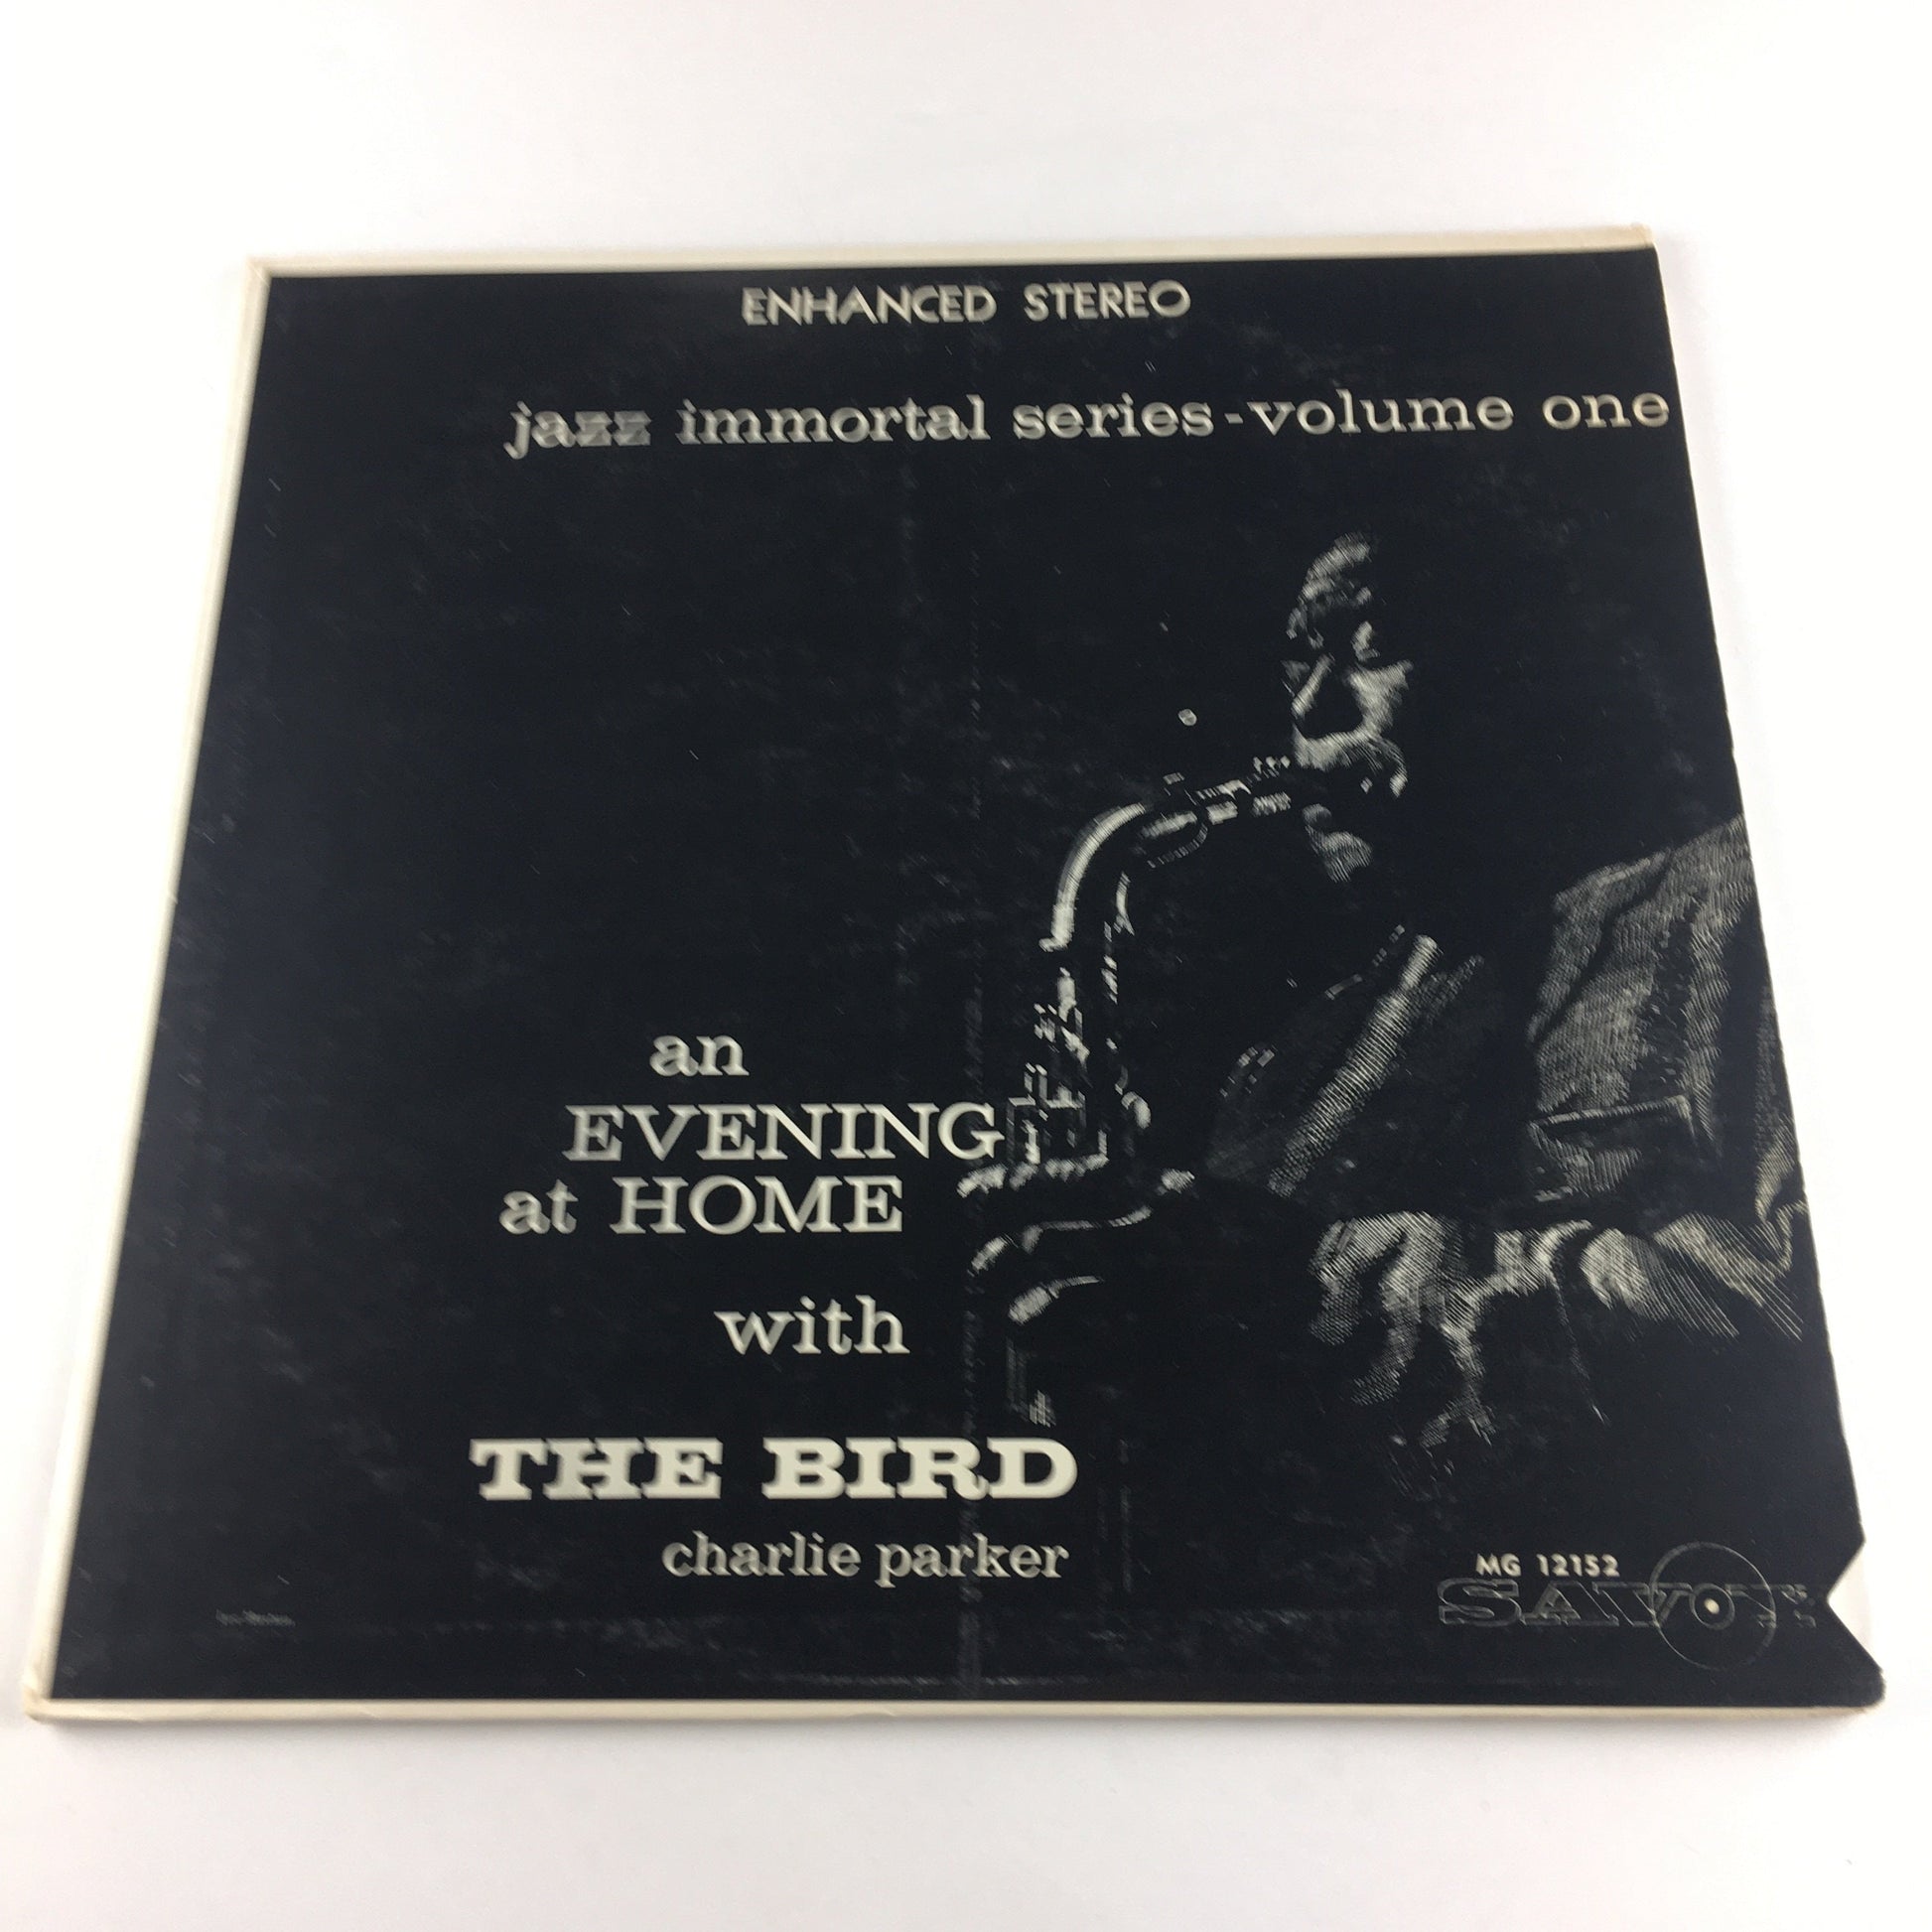 ENHANCED STEREO
jazz immortal series-volume one
an
EVENING
at HOME
with
THE BIRD
charlie parker
MG 12152
SAVOY